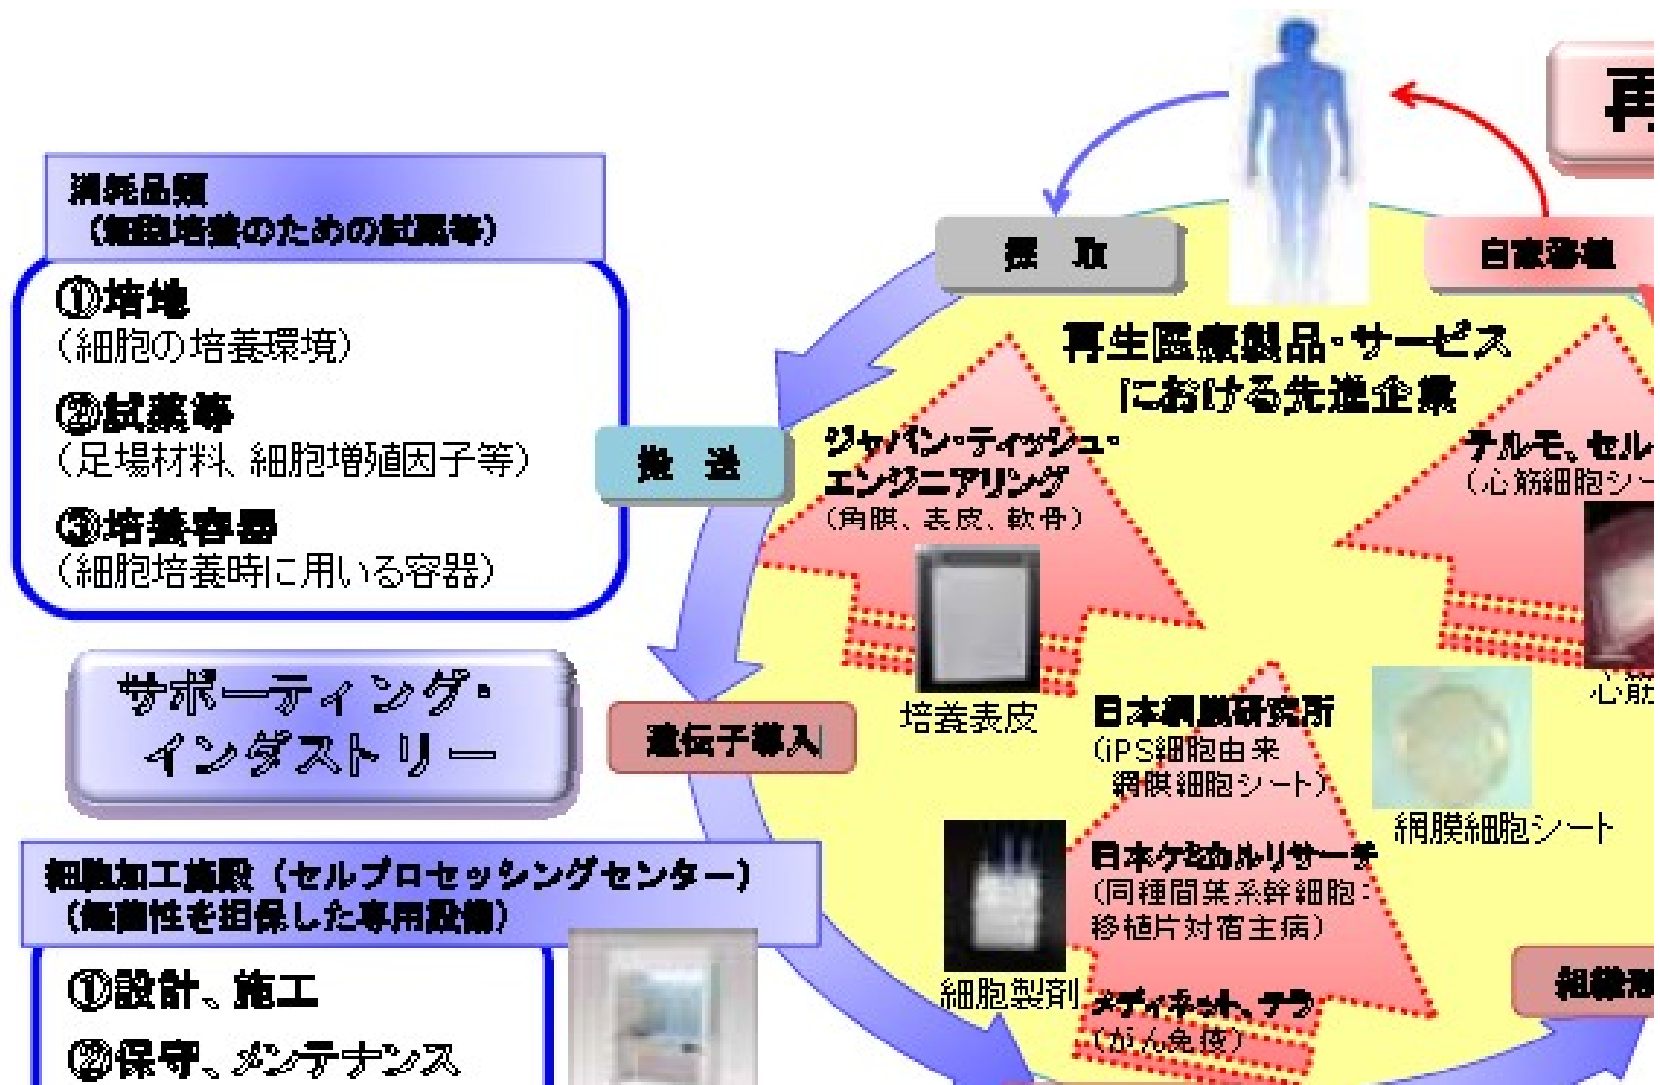 再
消耗品類
（細胞培養のための試薬等）
①培地
（細胞の培養環境）
②試薬等
（足場材料、細胞増殖因子等）
③培養容器
（細胞培養時に用いる容器）
サポーティング・
インダストリー
細胞加工施設（セルプロセッシングセンター）
（無菌性を担保した専用設備）
①設計、施工
②保守、メンテナンス
採　取
搬　送
遺伝子導入
自家移植
再生医療製品・サービス
における先進企業
ジャパン・ティッシュ・
エンジニアリング
（角膜、表皮、軟骨）
培養表皮
テルモ、セル
（心筋細胞シー
心筋
日本網膜研究所
（iPS細胞由来
網膜細胞シート）
網膜細胞シート
日本ケミカルリサーチ
（同種間葉系幹細胞：
移植片対宿主病）
細胞製剤
メディネット、テラ
（がん免疫）
組織形